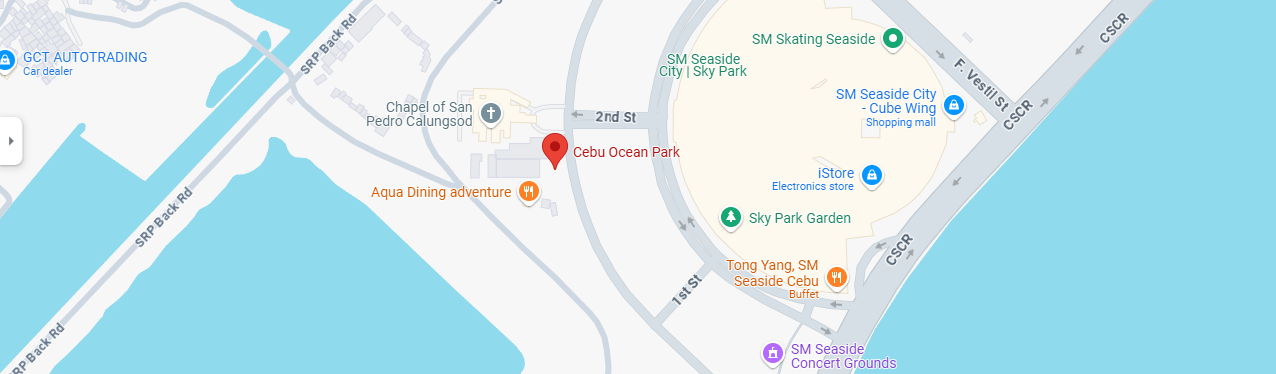 GCT AUTOTRADING
Car dealer
SRP Back Rd
SRP Back Rd
SRP Back Rd
Chapel of San
Pedro Calungsod
2nd St
Cebu Ocean Park
Aqua Dining adventure
SM Skating Seaside
SM Seaside
City | Sky Park
SM Seaside City
- Cube Wing
Shopping mall
F. Vestil St
CSCR
CSCR
CSCR
iStore
Electronics store
Sky Park Garden
Tong Yang, SM
Seaside Cebu
Buffet
1st St
SM Seaside
Concert Grounds